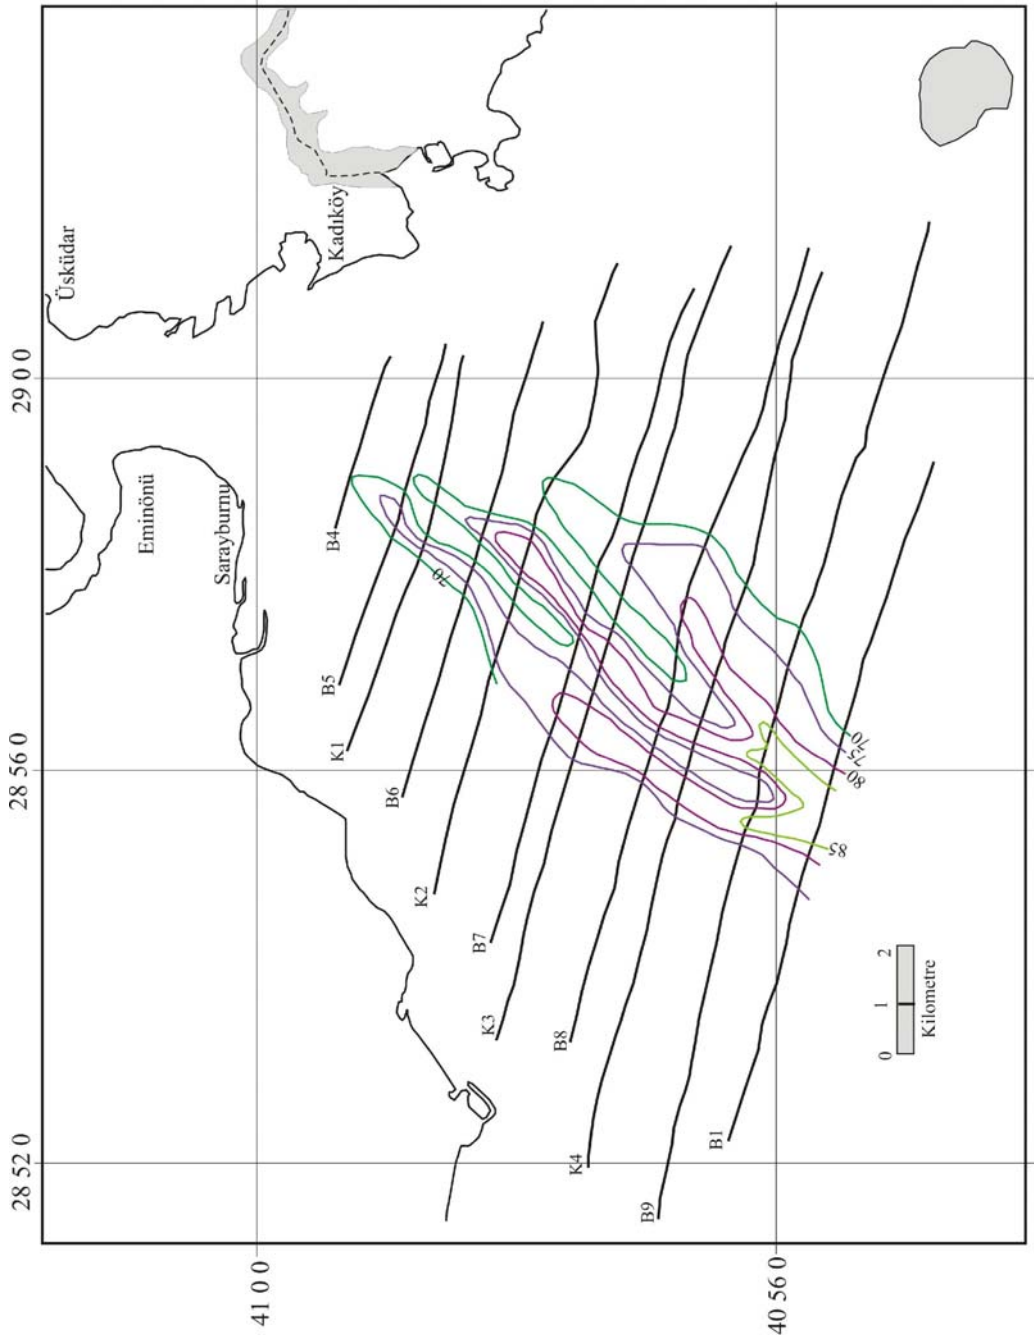 Üsküdar
Kadıköy
Eminönü
Sarayburnu
29 0 0
28 56 0
28 52 0
41 0 0
40 56 0
B4
B5
K1
B6
K2
B7
K3
B8
K4
B9
B1
70
70
75
80
85
0 1 2
Kilometre